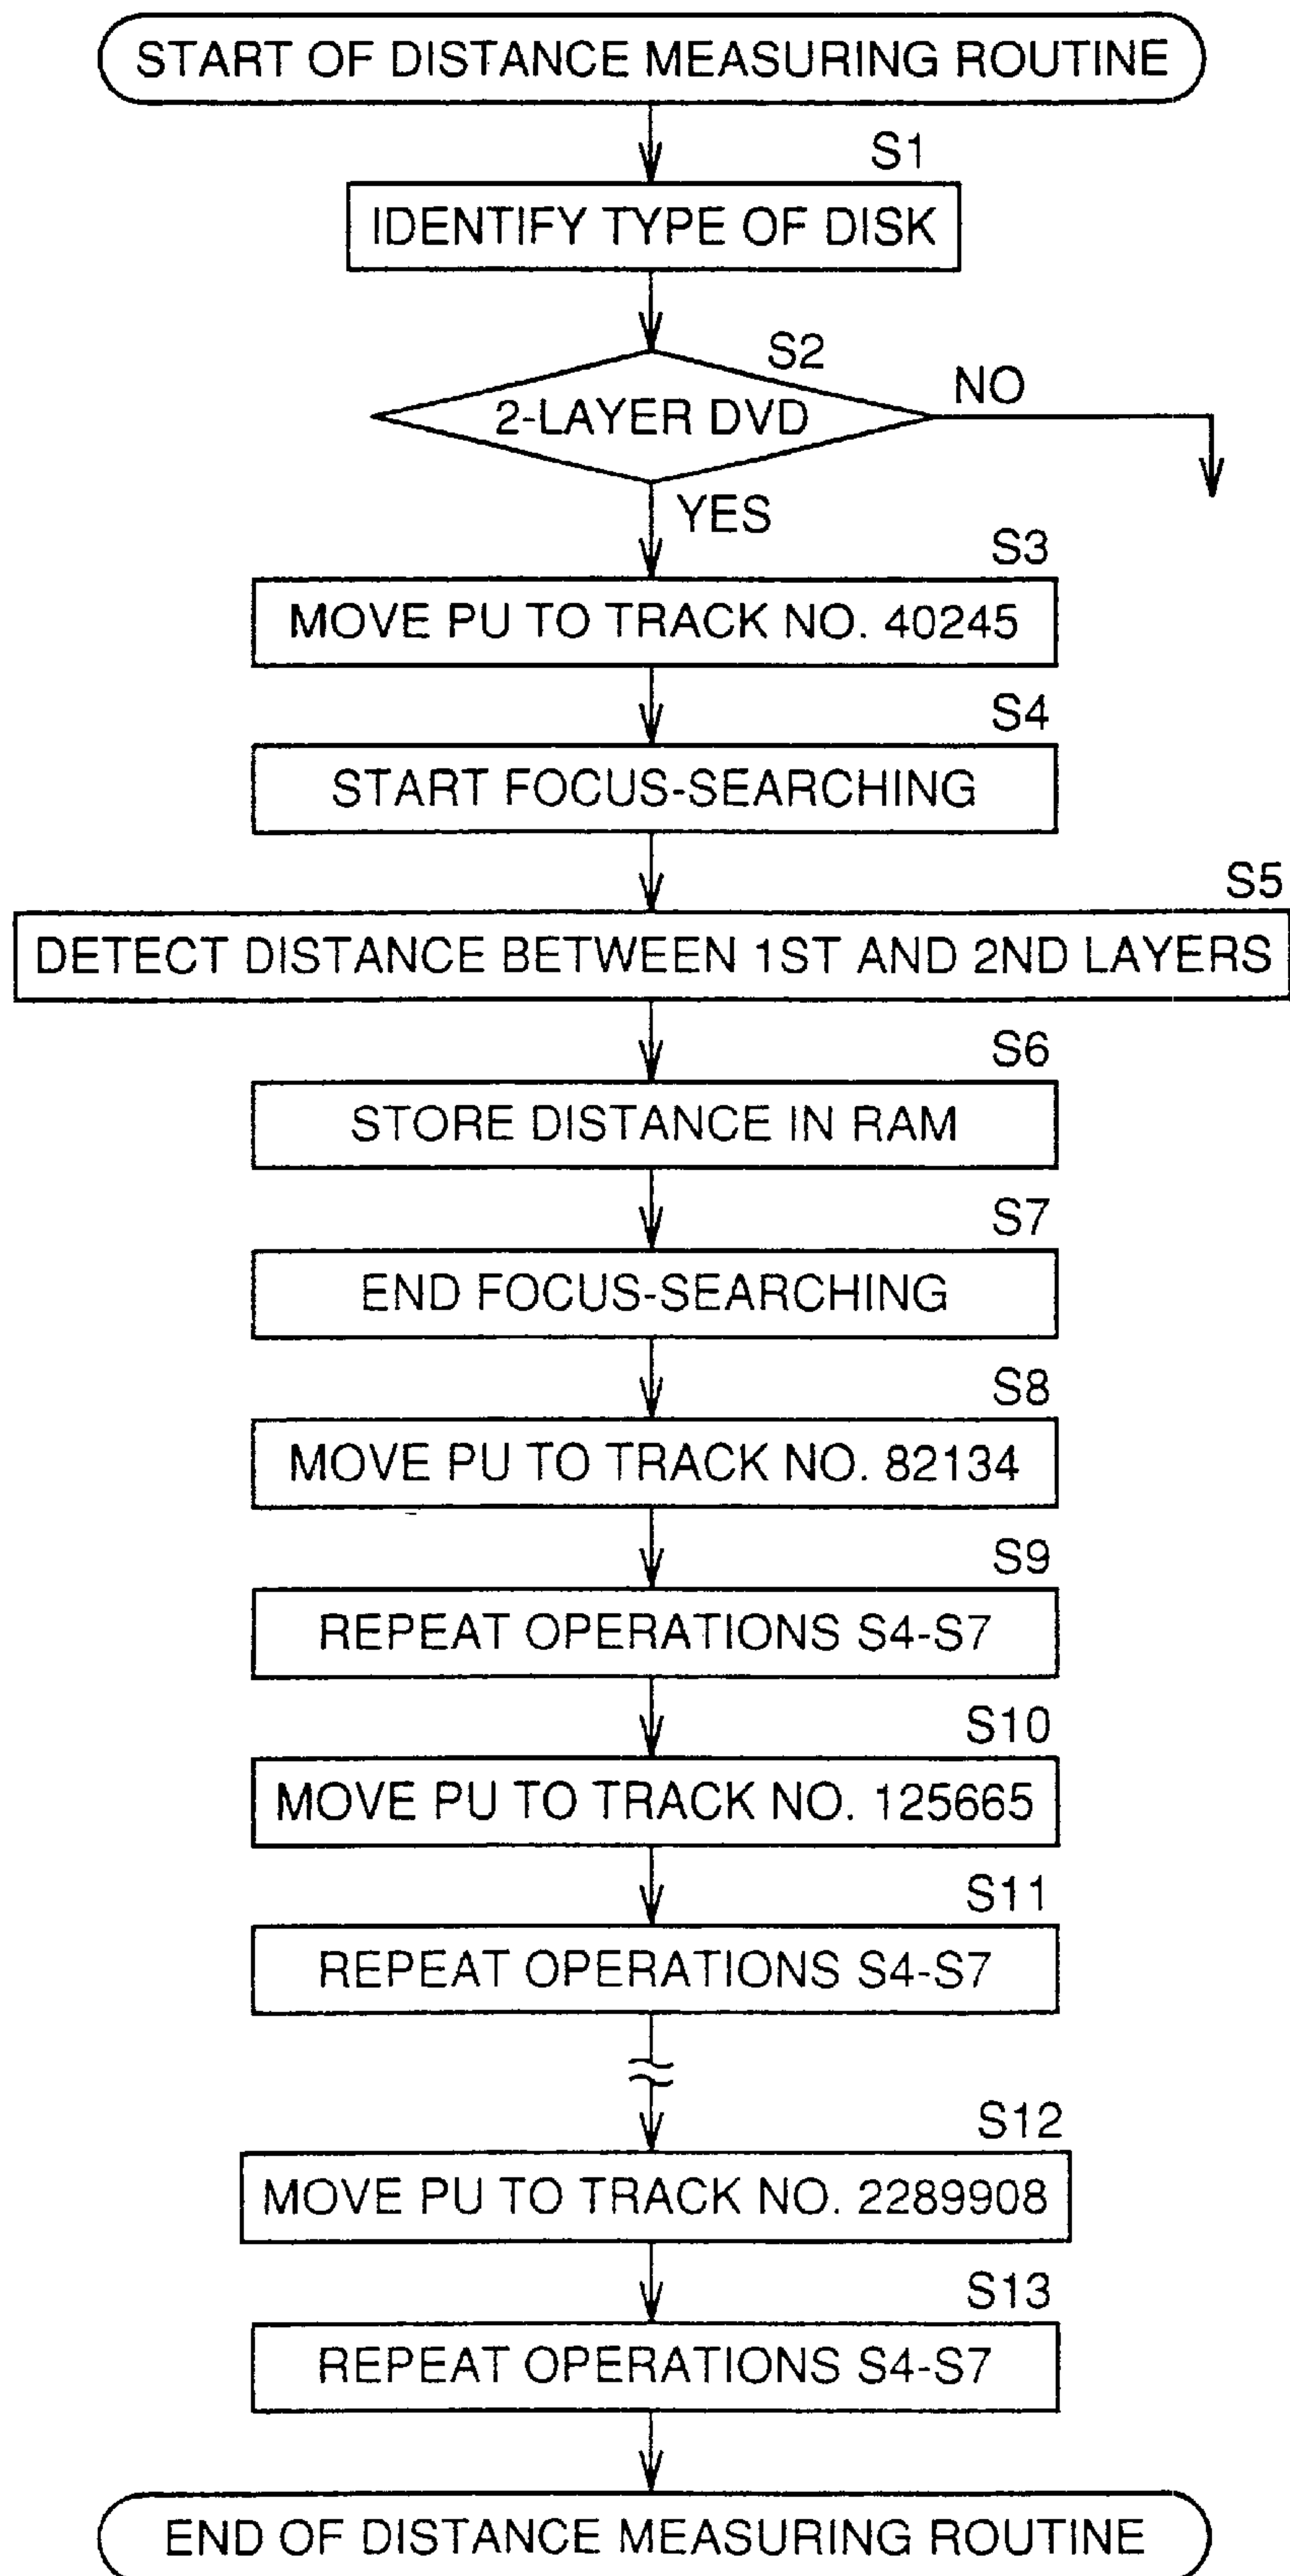 START OF DISTANCE MEASURING ROUTINE
S1
IDENTIFY TYPE OF DISK
S2
2-LAYER DVD
NO
YES
S3
MOVE PU TO TRACK NO. 40245
S4
START FOCUS-SEARCHING
S5
DETECT DISTANCE BETWEEN 1ST AND 2ND LAYERS
S6
STORE DISTANCE IN RAM
S7
END FOCUS-SEARCHING
S8
MOVE PU TO TRACK NO. 82134
S9
REPEAT OPERATIONS S4-S7
S10
MOVE PU TO TRACK NO. 125665
S11
REPEAT OPERATIONS S4-S7
S12
MOVE PU TO TRACK NO. 2289908
S13
REPEAT OPERATIONS S4-S7
END OF DISTANCE MEASURING ROUTINE